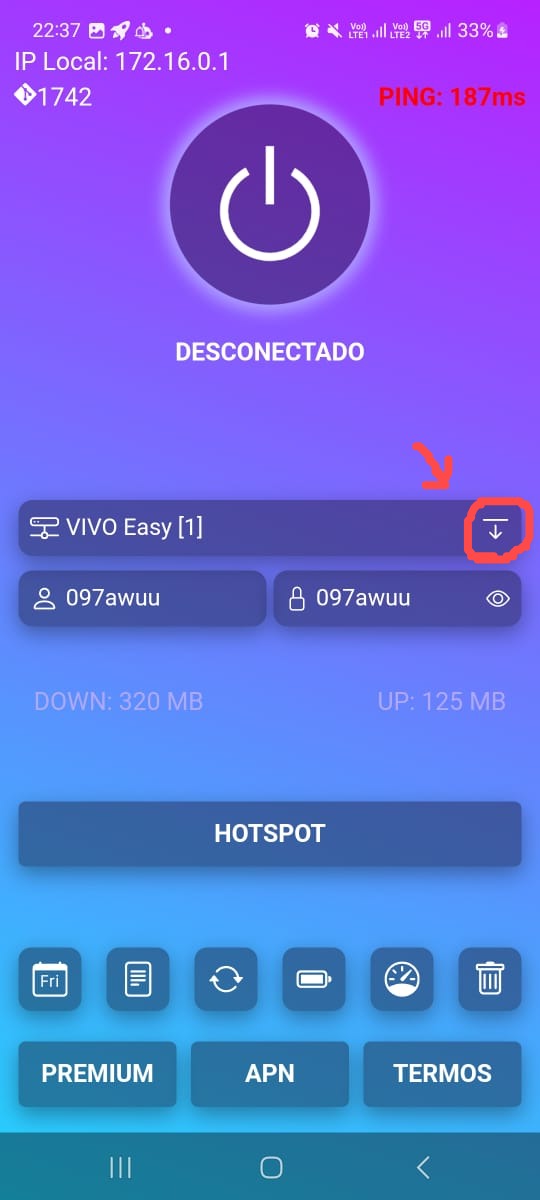 22:37 Vo)) LTE1 Vo)) LTE2 5G 33%
IP Local: 172.16.0.1
1742 PING: 187ms
DESCONECTADO
VIVO Easy [1]
097awuu 097awuu
DOWN: 320 MB UP: 125 MB
HOTSPOT
Fri
PREMIUM APN TERMOS